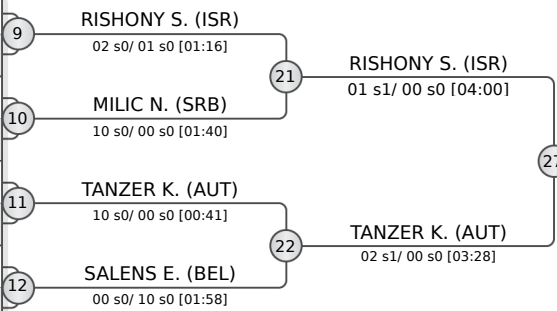 9
RISHONY S. (ISR)
02 s0/ 01 s0 [01:16]
21
RISHONY S. (ISR)
01 s1/ 00 s0 [04:00]
10
MILIC N. (SRB)
10 s0/ 00 s0 [01:40]
27
11
TANZER K. (AUT)
10 s0/ 00 s0 [00:41]
22
TANZER K. (AUT)
02 s1/ 00 s0 [03:28]
12
SALENS E. (BEL)
00 s0/ 10 s0 [01:58]